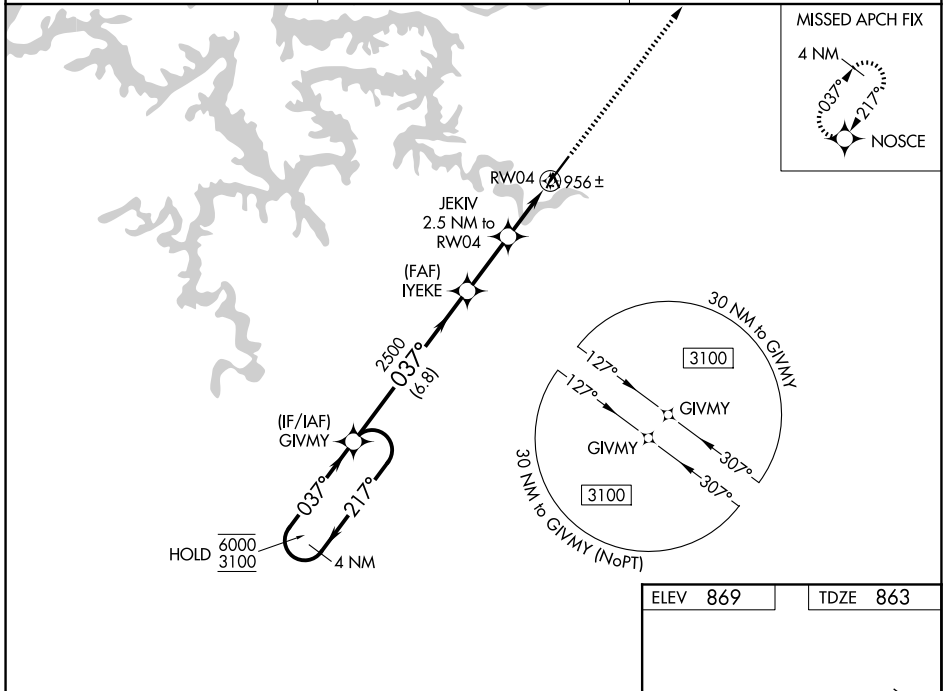 MISSED APCH FIX
4 NM
037°
217°
NOSCE
RW04
956 ±
JEKIV
2.5 NM to
RW04
(FAF)
IYEKE
2500
037°
(6.8)
(IF/IAF)
GIVMY
037°
217°
HOLD
6000
3100
4 NM
30 NM to GIVMY
3100
127°
GIVMY
307°
127°
GIVMY
307°
3100
30 NM to GIVMY (NoPT)
ELEV 869
TDZE 863